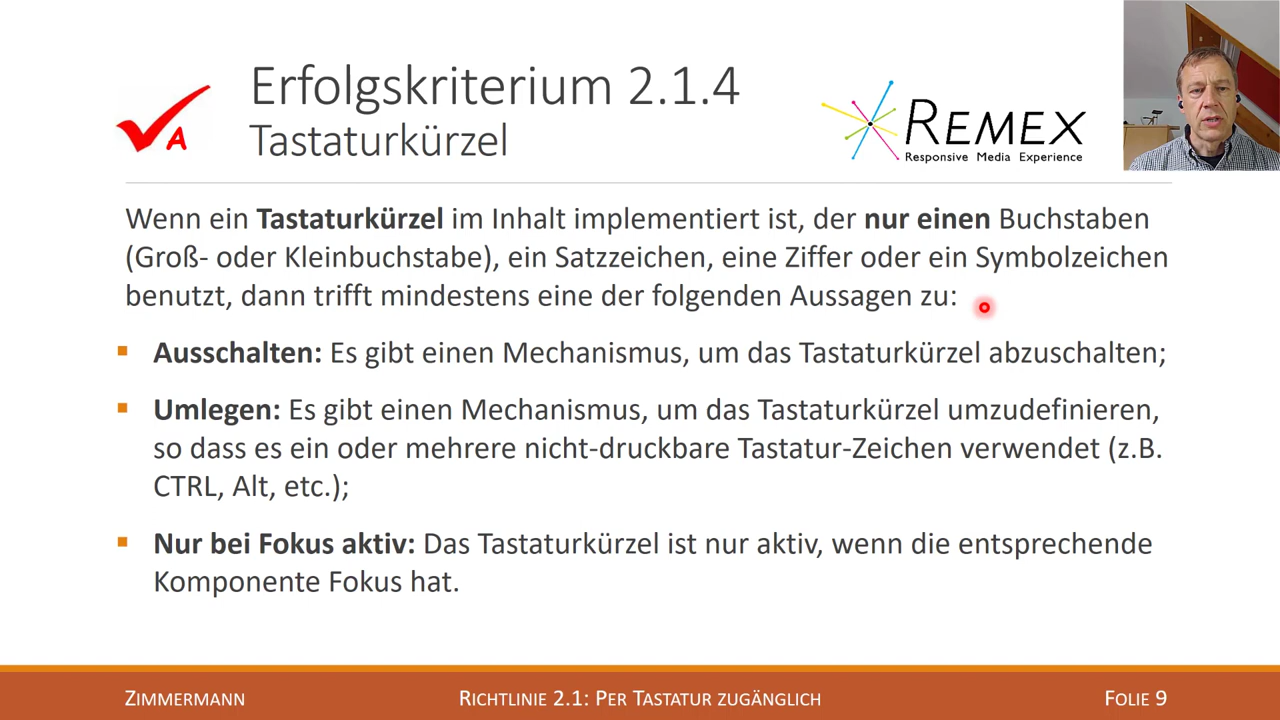 Erfolgskriterium 2.1.4
Tastaturkürzel
A
REMEX
Responsive Media Experience
Wenn ein Tastaturkürzel im Inhalt implementiert ist, der nur einen Buchstaben
(Groß- oder Kleinbuchstabe), ein Satzzeichen, eine Ziffer oder ein Symbolzeichen
benutzt, dann trifft mindestens eine der folgenden Aussagen zu:
Ausschalten: Es gibt einen Mechanismus, um das Tastaturkürzel abzuschalten;
Umlegen: Es gibt einen Mechanismus, um das Tastaturkürzel umzudefinieren,
so dass es ein oder mehrere nicht-druckbare Tastatur-Zeichen verwendet (z.B.
CTRL, Alt, etc.);
Nur bei Fokus aktiv: Das Tastaturkürzel ist nur aktiv, wenn die entsprechende
Komponente Fokus hat.
ZIMMERMANN
RICHTLINIE 2.1: PER TASTATUR ZUGÄNGLICH
FOLIE 9